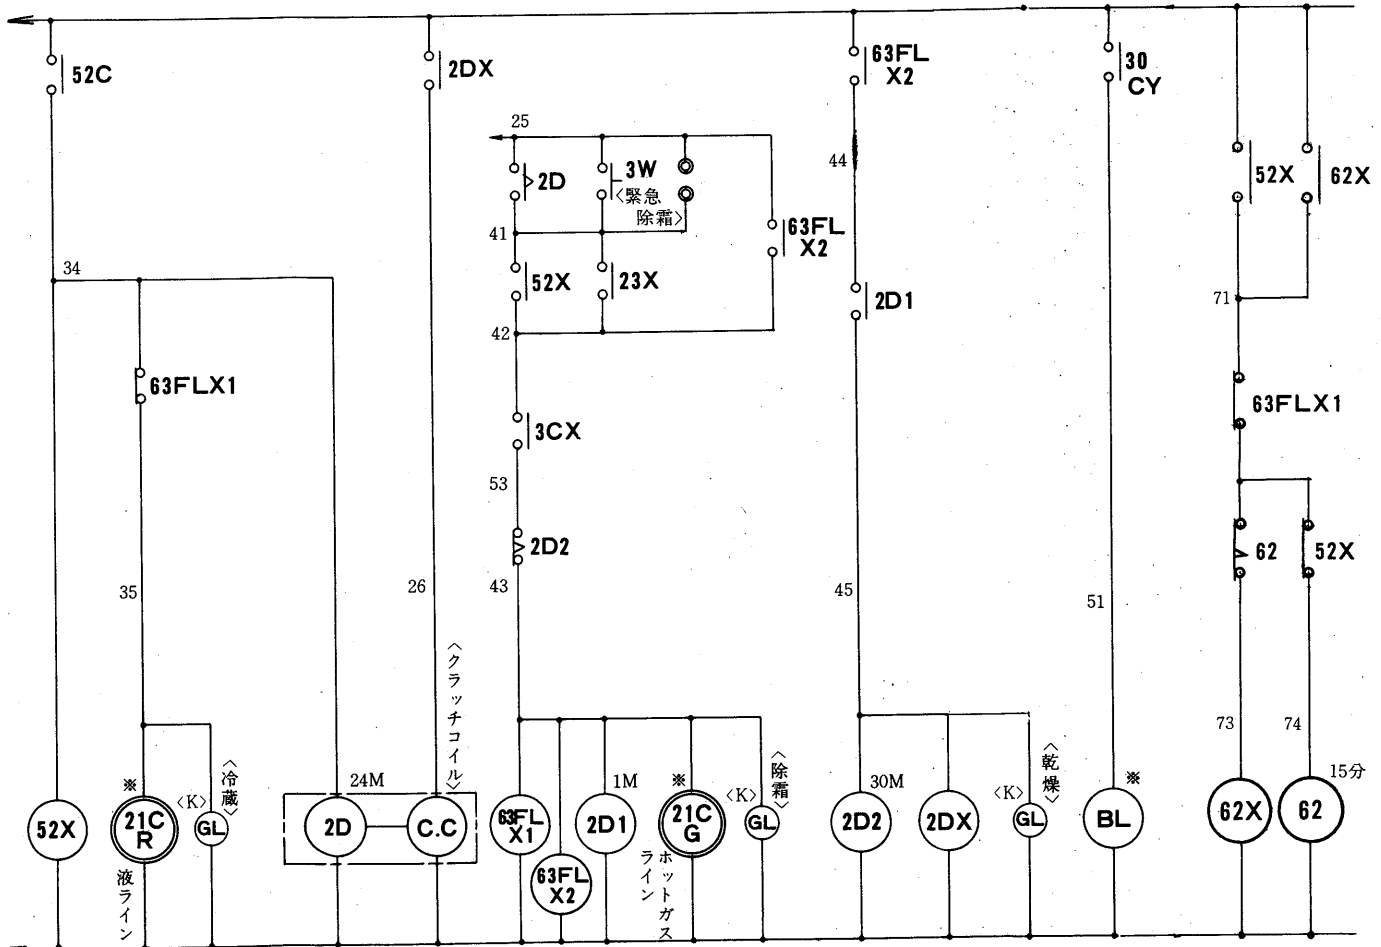 52C
2DX
63FL
X2
30
CY
25
2D
3W
〈緊急
除霜〉
44
52X
62X
41
63FL
X2
34
52X
23X
2D1
71
42
63FLX1
63FLX1
3CX
53
2D2
62
52X
35
26
43
45
51
〈クラッチコイル〉
73
74
〈冷蔵〉
〈除霜〉
〈乾燥〉
※
24M
1M
※
30M
※
15分
〈K〉
〈K〉
〈K〉
52X
21C
R
GL
2D
C.C
63FL
X1
2D1
21C
G
GL
2D2
2DX
GL
BL
62X
62
63FL
X2
液ライン
ホットガス
ライン